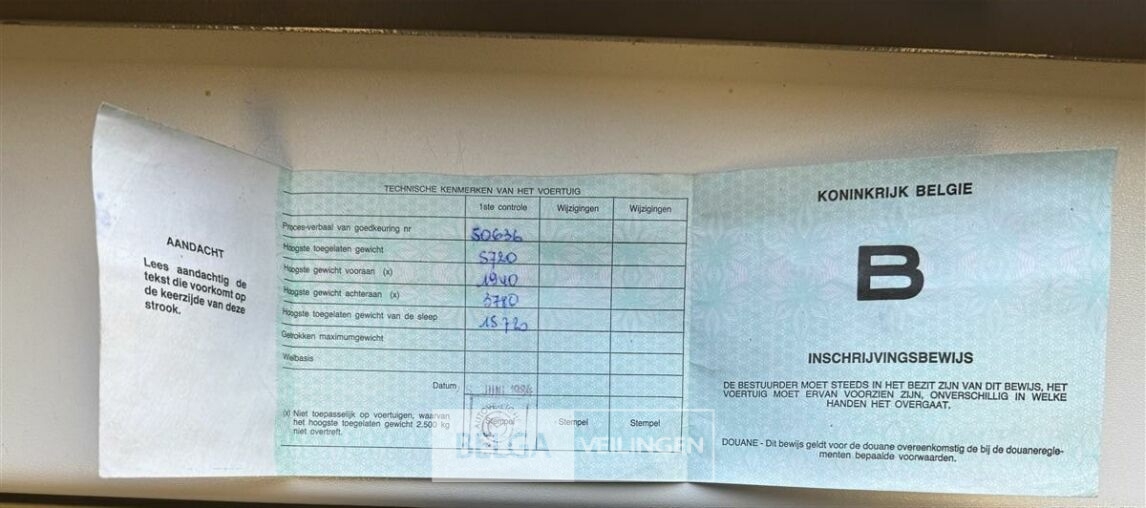 AANDACHT
Lees aandachtig de
tekst die voorkomt op
de keerzijde van deze
strook.
TECHNISCHE KENMERKEN VAN HET VOERTUIG
1ste controle Wijzigingen Wijzigingen
Proces-verbaal van goedkeuring nr 50636
Hoogste toegelaten gewicht 5720
Hoogste gewicht vooraan (x) 1940
Hoogste gewicht achteraan (x) 3780
Hoogste toegelaten gewicht van de sleep 15720
Getrokken maximumgewicht
Wielbasis
Datum JUNI
(x) Niet toepasselijk op voertuigen, waarvan
het hoogste toegelaten gewicht 2.500 kg
niet overtreft.
Stempel Stempel Stempel
BELGA VEILINGEN
KONINKRIJK BELGIE
B
INSCHRIJVINGSBEWIJS
DE BESTUURDER MOET STEEDS IN HET BEZIT ZIJN VAN DIT BEWIJS, HET
VOERTUIG MOET ERVAN VOORZIEN ZIJN, ONVERSCHILLIG IN WELKE
HANDEN HET OVERGAAT.
DOUANE - Dit bewijs geldt voor de douane overeenkomstig de bij de douaneregle-
menten bepaalde voorwaarden.